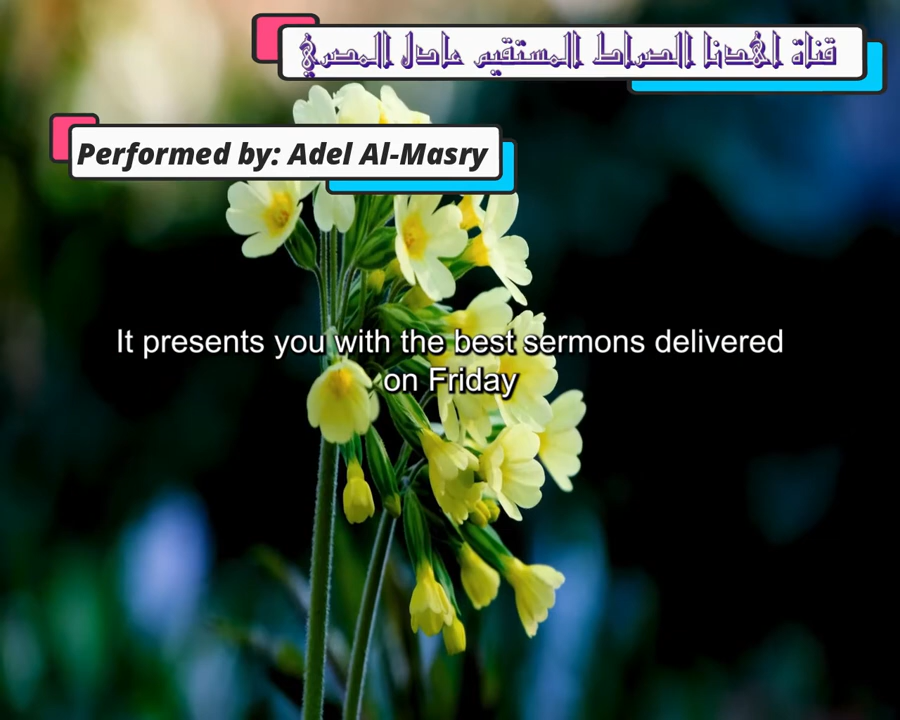 قناة اهدنا الصراط المستقيم عادل المصري
Performed by: Adel Al-Masry
It presents you with the best sermons delivered
on Friday